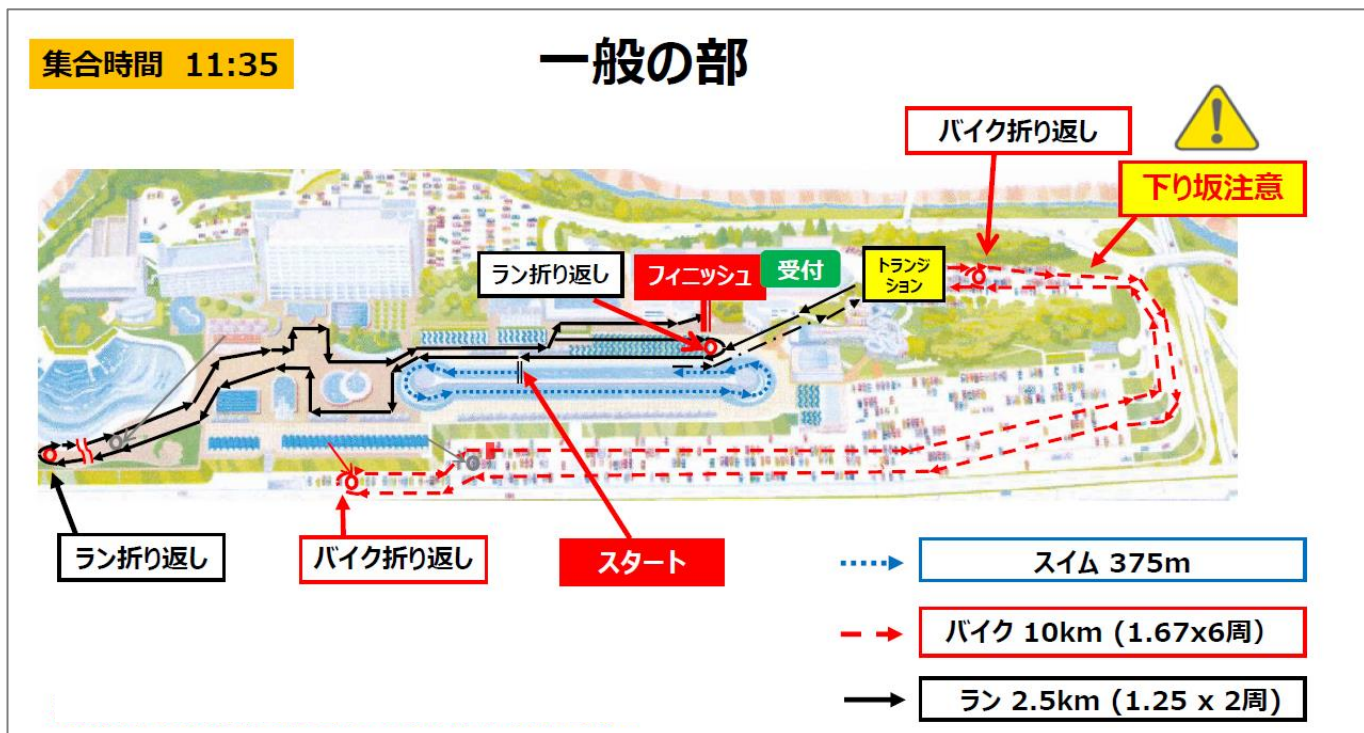 集合時間 11:35
一般の部
バイク折り返し
下り坂注意
ラン折り返し
フィニッシュ
受付
トランジ
ション
ラン折り返し
バイク折り返し
スタート
スイム 375m
バイク 10km (1.67x6周)
ラン 2.5km (1.25 x 2周)